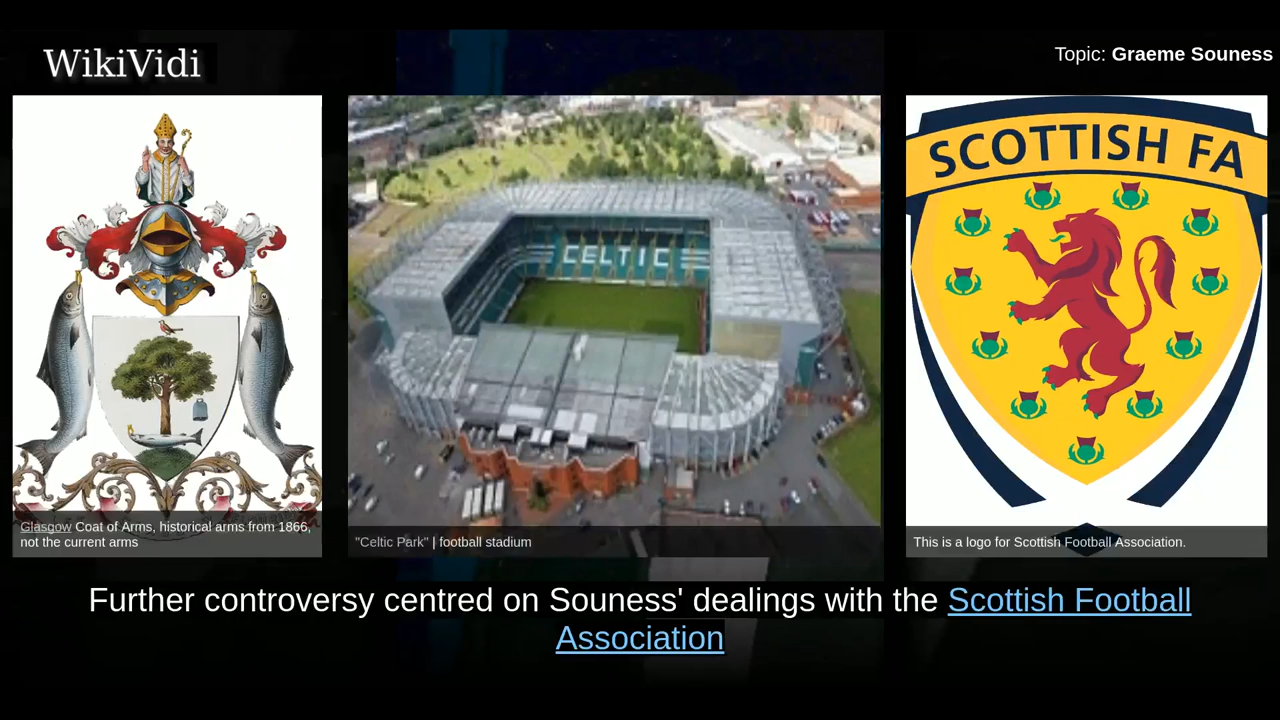 WikiVidi
Topic: Graeme Souness
SCOTTISH FA
CELTIC
Glasgow Coat of Arms, historical arms from 1866,
not the current arms
"Celtic Park" | football stadium
This is a logo for Scottish Football Association.
Further controversy centred on Souness' dealings with the Scottish Football
Association